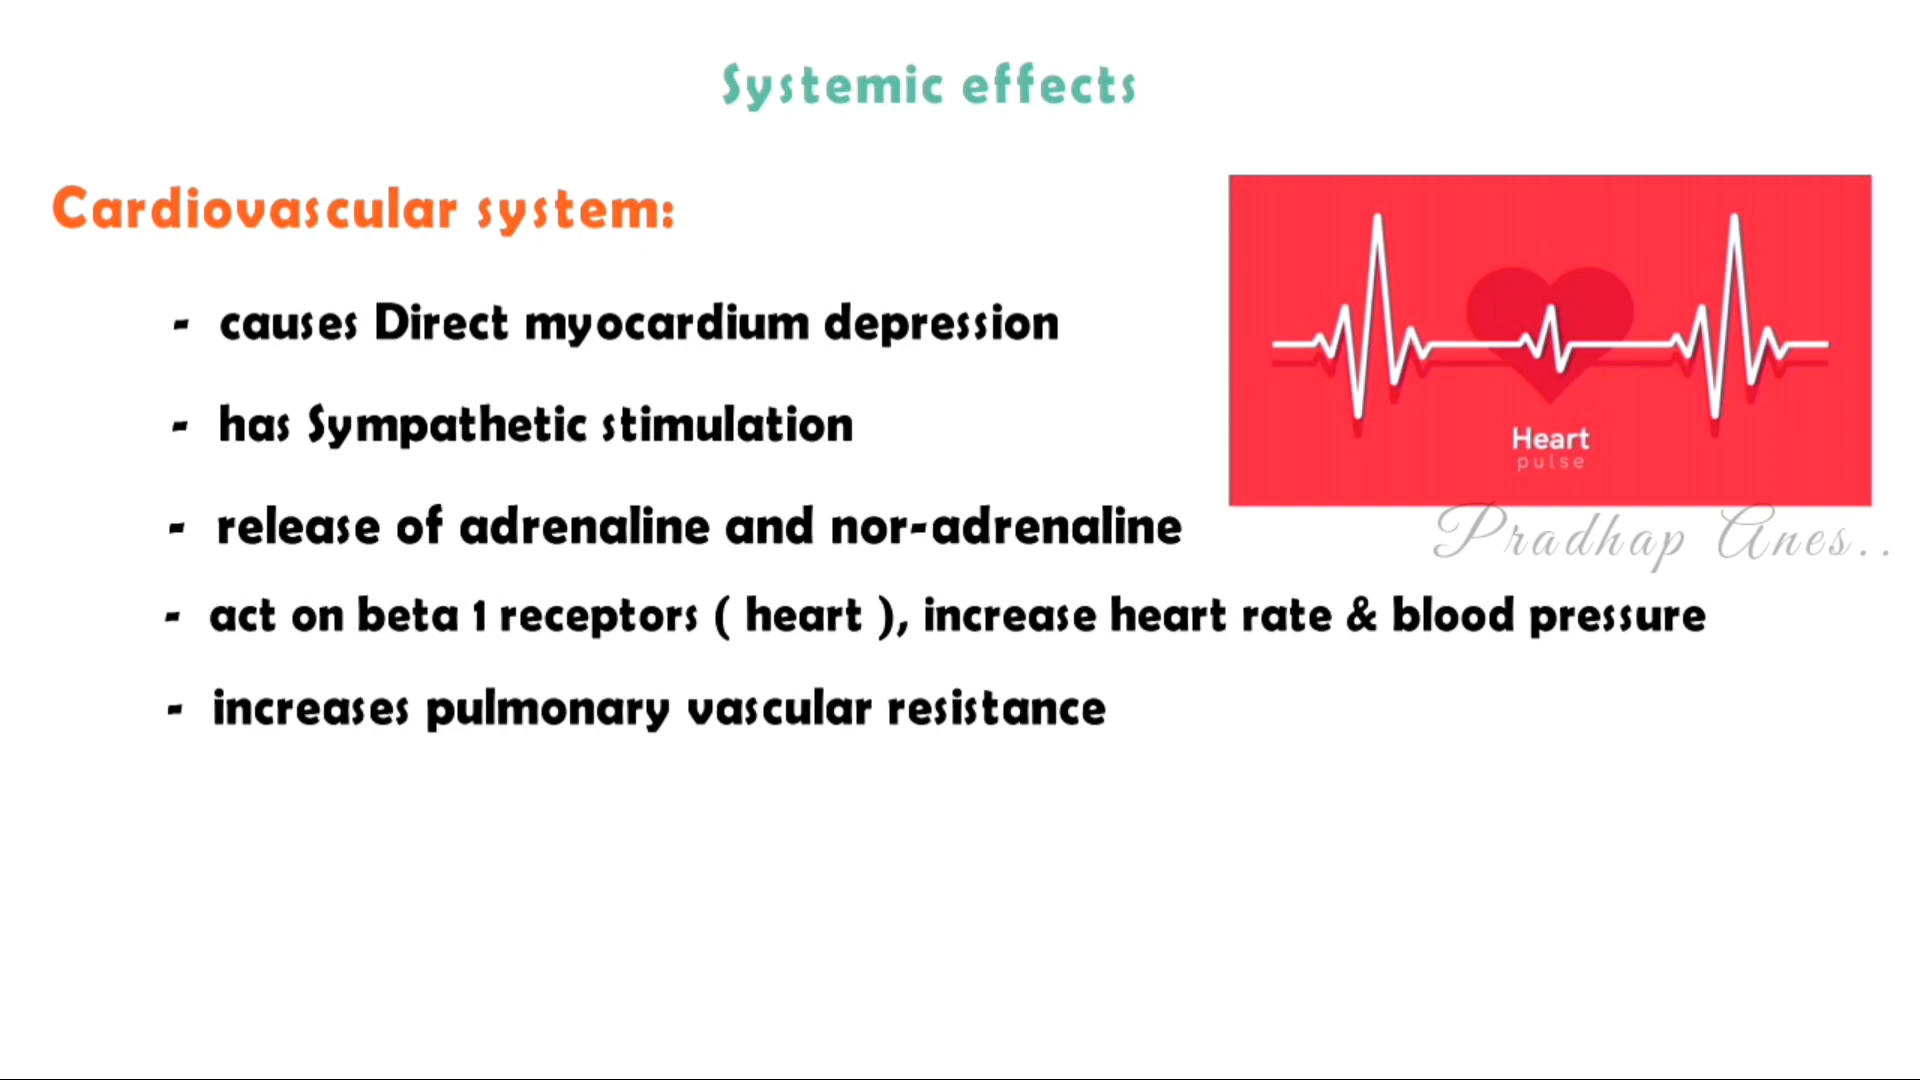 Systemic effects
Cardiovascular system:
- causes Direct myocardium depression
- has Sympathetic stimulation
- release of adrenaline and nor-adrenaline
- act on beta 1 receptors ( heart ), increase heart rate & blood pressure
- increases pulmonary vascular resistance
Heart
pulse
Pradhap Anes..